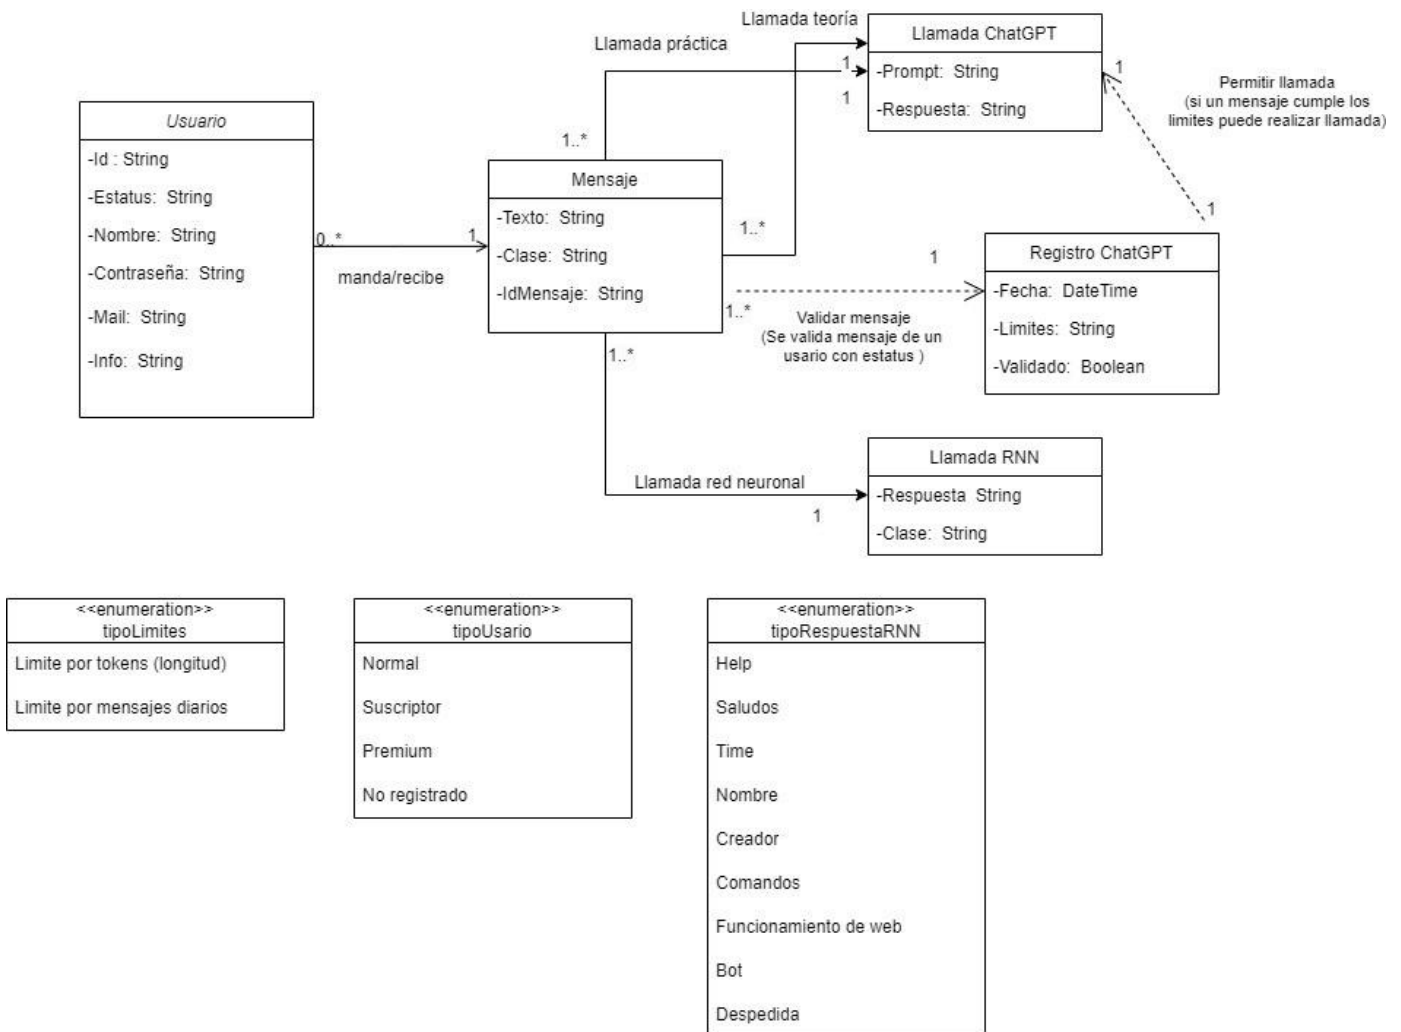 Llamada teoría
Llamada práctica
Llamada ChatGPT
-Prompt: String
-Respuesta: String
1
1
1
Permitir llamada
(si un mensaje cumple los
limites puede realizar llamada)
1
Usuario
-Id : String
-Estatus: String
-Nombre: String
-Contraseña: String
-Mail: String
-Info: String
0..*
1
manda/recibe
1..*
Mensaje
-Texto: String
-Clase: String
-IdMensaje: String
1..*
1..*
1
Validar mensaje
(Se valida mensaje de un
usario con estatus )
Registro ChatGPT
-Fecha: DateTime
-Limites: String
-Validado: Boolean
1..*
Llamada red neuronal
1
Llamada RNN
-Respuesta String
-Clase: String
<<enumeration>>
tipoLimites
Limite por tokens (longitud)
Limite por mensajes diarios
<<enumeration>>
tipoUsario
Normal
Suscriptor
Premium
No registrado
<<enumeration>>
tipoRespuestaRNN
Help
Saludos
Time
Nombre
Creador
Comandos
Funcionamiento de web
Bot
Despedida